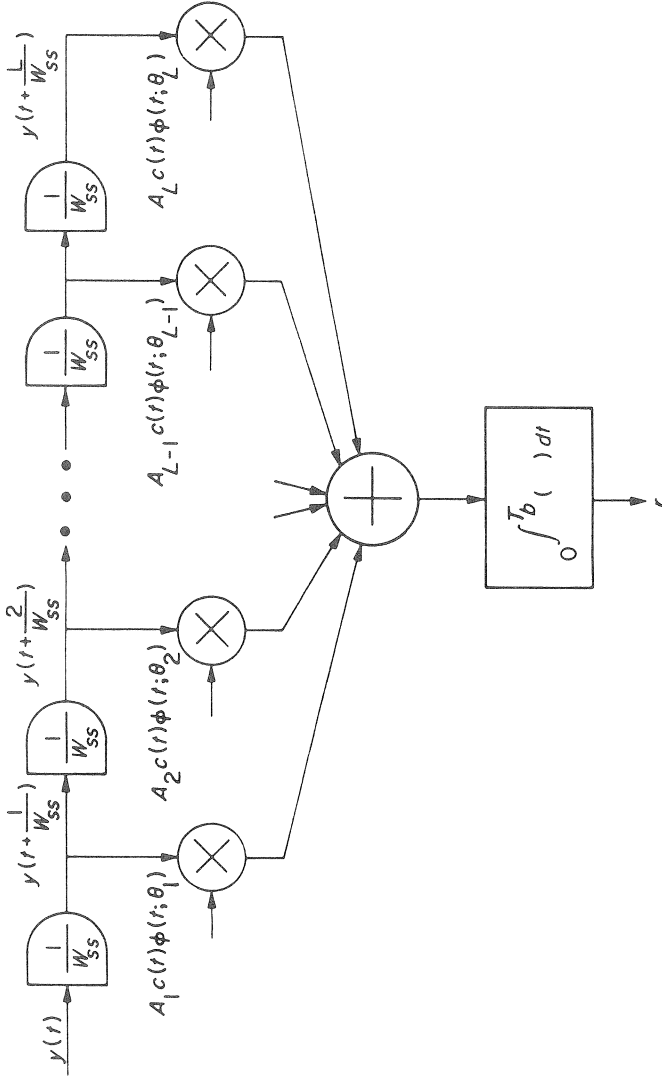 y(t)
1/W_SS
y(t+1/W_SS)
1/W_SS
y(t+2/W_SS)
1/W_SS
1/W_SS
y(t+L/W_SS)
A_1 c(t)ϕ(t;θ_1)
A_2 c(t)ϕ(t;θ_2)
A_{L-1} c(t)ϕ(t;θ_{L-1})
A_L c(t)ϕ(t;θ_L)
∫_0^{T_b} ( ) dt
r